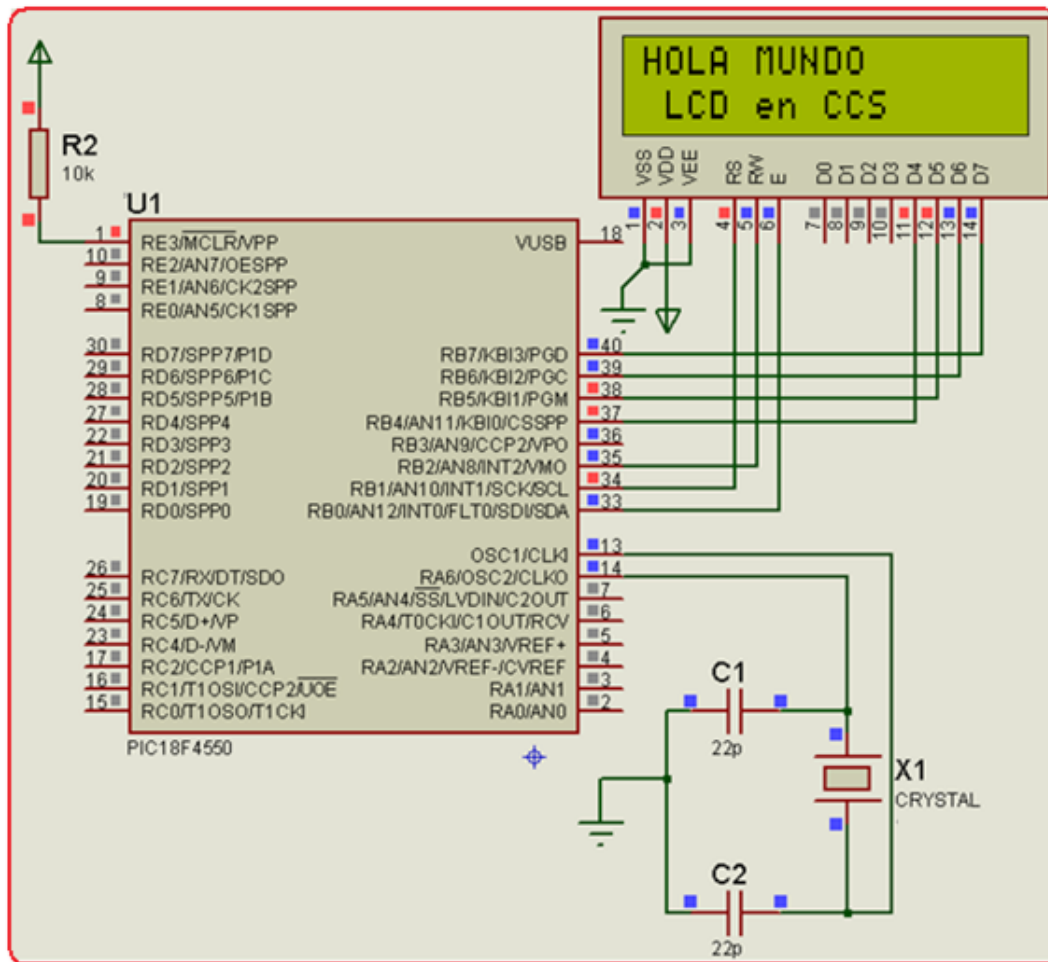 HOLA MUNDO
LCD en CCS
VSS VDD VEE RS RW E D0 D1 D2 D3 D4 D5 D6 D7
1 2 3 4 5 6 7 8 9 10 11 12 13 14
R2
10k
U1
1 RE3/MCLR/VPP VUSB 18
10 RE2/AN7/OESPP
9 RE1/AN6/CK2SPP
8 RE0/AN5/CK1SPP
30 RD7/SPP7/P1D RB7/KBI3/PGD 40
29 RD6/SPP6/P1C RB6/KBI2/PGC 39
28 RD5/SPP5/P1B RB5/KBI1/PGM 38
27 RD4/SPP4 RB4/AN11/KBI0/CSSPP 37
22 RD3/SPP3 RB3/AN9/CCP2/VPO 36
21 RD2/SPP2 RB2/AN8/INT2/VMO 35
20 RD1/SPP1 RB1/AN10/INT1/SCK/SCL 34
19 RD0/SPP0 RB0/AN12/INT0/FLT0/SDI/SDA 33
OSC1/CLKI 13
26 RC7/RX/DT/SDO RA6/OSC2/CLKO 14
25 RC6/TX/CK RA5/AN4/SS/LVDIN/C2OUT 7
24 RC5/D+/VP RA4/T0CKI/C1OUT/RCV 6
23 RC4/D-/VM RA3/AN3/VREF+ 5
17 RC2/CCP1/P1A RA2/AN2/VREF-/CVREF 4
16 RC1/T1OSI/CCP2/UOE RA1/AN1 3
15 RC0/T1OSO/T1CKI RA0/AN0 2
PIC18F4550
C1
22p
X1
CRYSTAL
C2
22p